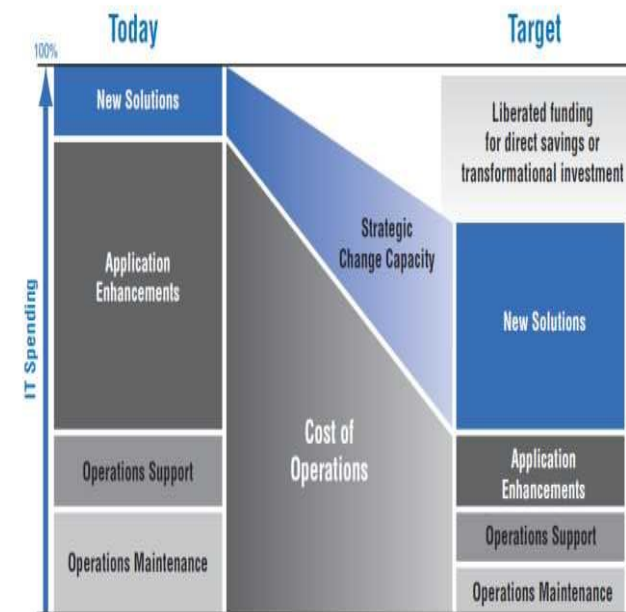 Today
Target
100%
New Solutions
Liberated funding
for direct savings or
transformational investment
Strategic
Change Capacity
Application
Enhancements
New Solutions
IT Spending
Cost of
Operations
Operations Support
Application
Enhancements
Operations Support
Operations Maintenance
Operations Maintenance